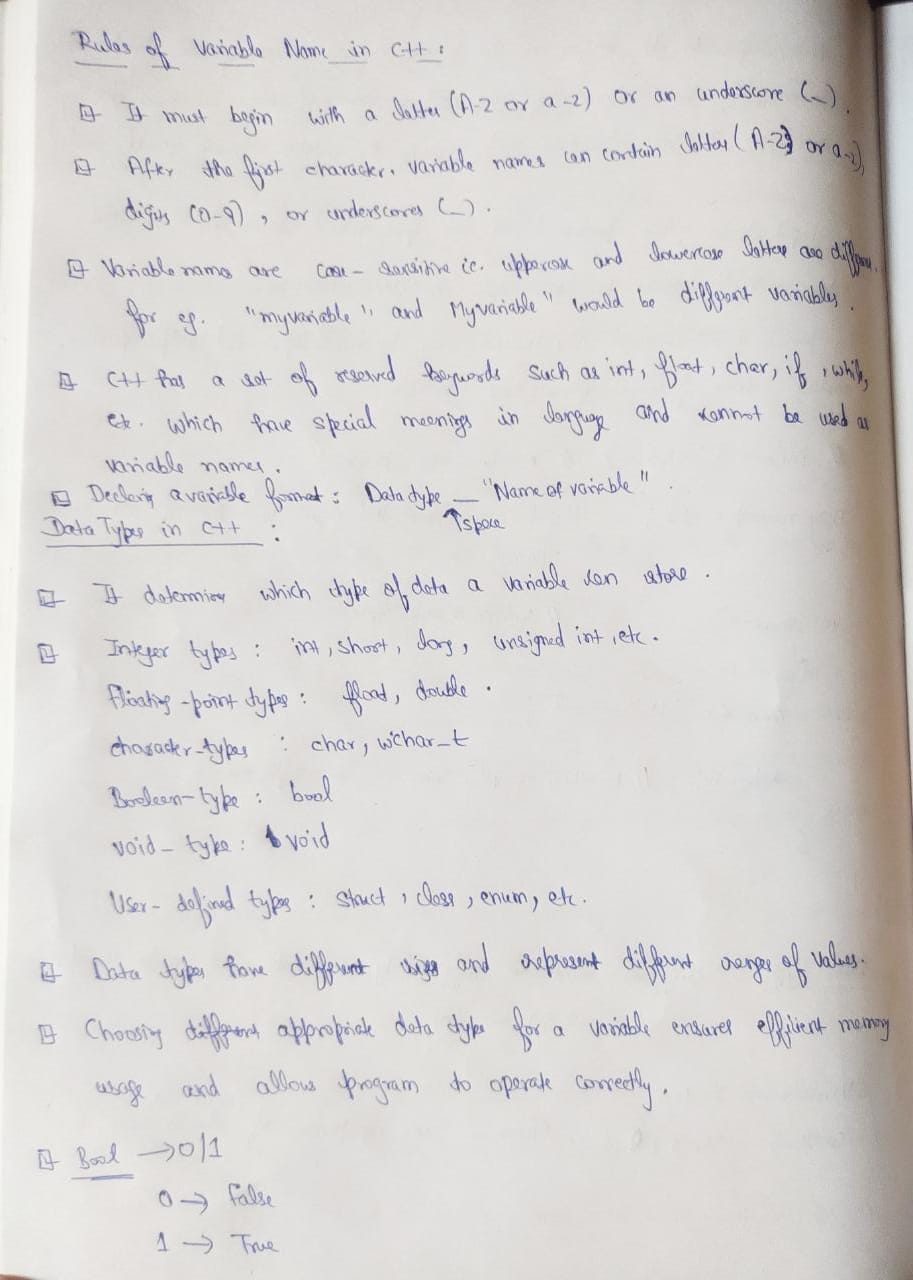 Rules of Variable Name in C++ :
It must begin with a letter (A-Z or a-z) or an underscore (_).
After the first character, variable names can contain letters (A-Z) or a-z),
digits (0-9) , or underscores (_) .
Variable names are case-sensitive ie. uppercase and lowercase letters are different.
for eg. "myvariable", and Myvariable" would be different variables.
C++ has a set of reserved keywords such as int, float, char, if, while,
etc. which have special meanings in language and cannot be used as
variable names.
Declaring a variable format : Data type _ "Name of variable" .
↑ space
Data Types in C++ :
It determine which type of data a variable can store .
Integer types : int, short, long, unsigned int, etc.
Floating-point types : float, double .
character-types : char, wchar_t
Boolean-type : bool
void-type : void
User-defined types : struct, class, enum, etc.
Data types have different sizes and represent different ranges of values.
Choosing different appropriate data type for a variable ensures efficient memory
usage and allows program to operate correctly.
Bool → 0/1
0 → False
1 → True